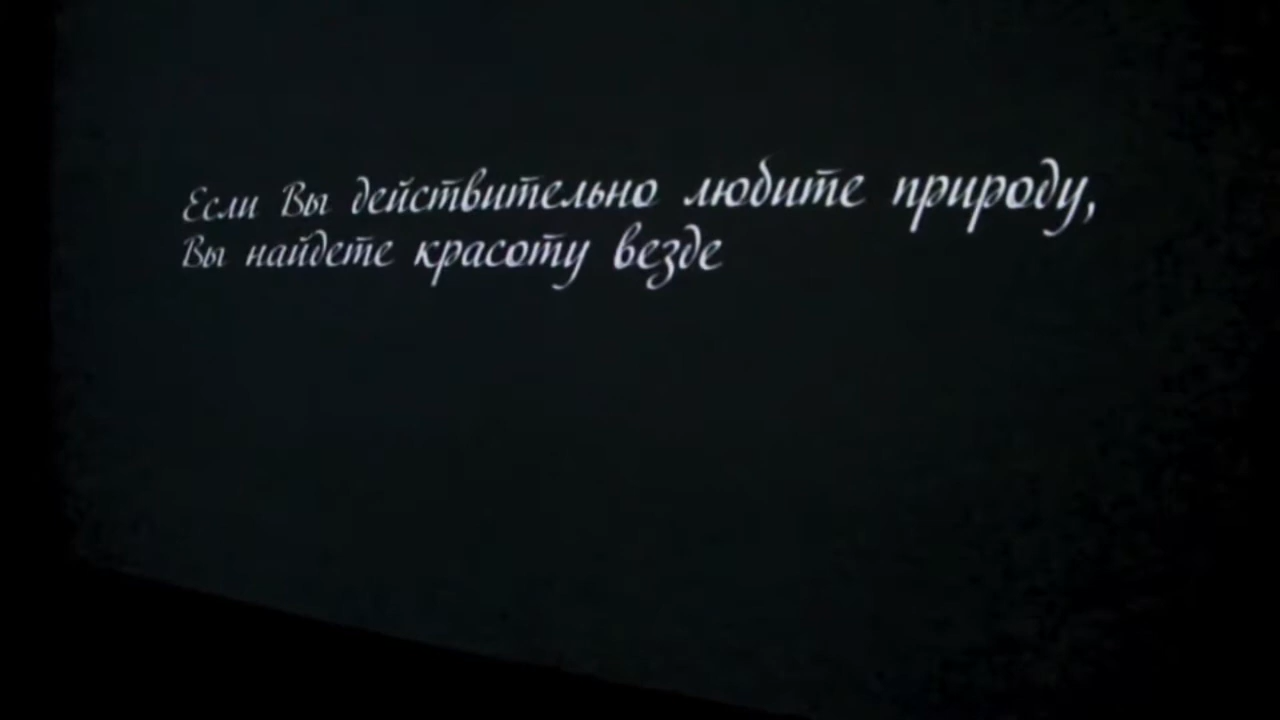 Если Вы действительно любите природу,
Вы найдете красоту везде